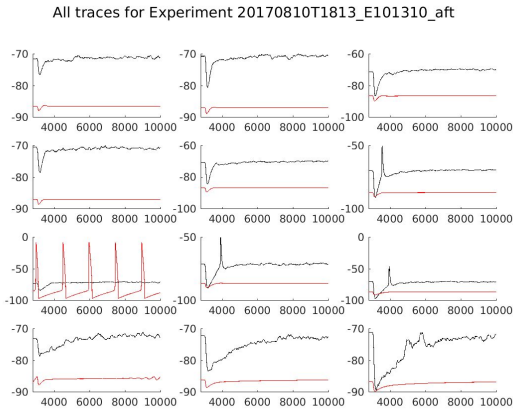 All traces for Experiment 20170810T1813_E101310_aft
-70 -70 -60
-80 -80 -80
-90 -90 -100
4000 6000 8000 10000 4000 6000 8000 10000 4000 6000 8000 10000
-70 -60 -50
-80 -80
-90 -100 -100
4000 6000 8000 10000 4000 6000 8000 10000 4000 6000 8000 10000
0 -50 0
-50 -50
-100 -100 -100
4000 6000 8000 10000 4000 6000 8000 10000 4000 6000 8000 10000
-70 -70 -70
-80 -80 -80
-90 -90 -90
4000 6000 8000 10000 4000 6000 8000 10000 4000 6000 8000 10000